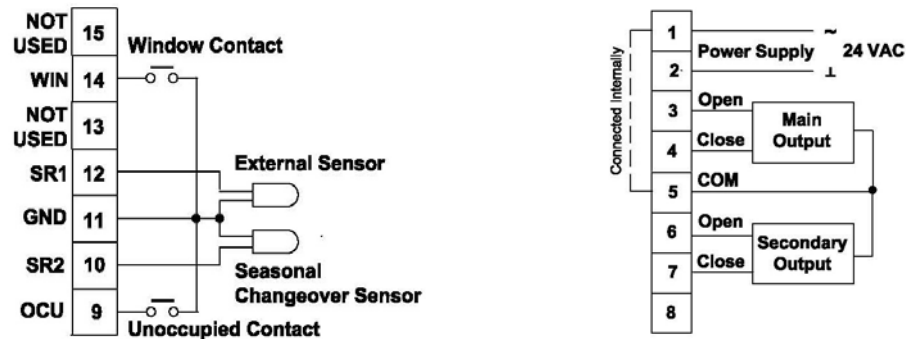 NOT
USED
15
Window Contact
WIN
14
NOT
USED
13
SR1
12
External Sensor
GND
11
SR2
10
Seasonal
Changeover Sensor
OCU
9
Unoccupied Contact
Connected Internally
1
~
Power Supply
24 VAC
2
⊥
3
Open
Main
Output
4
Close
5
COM
6
Open
Secondary
Output
7
Close
8